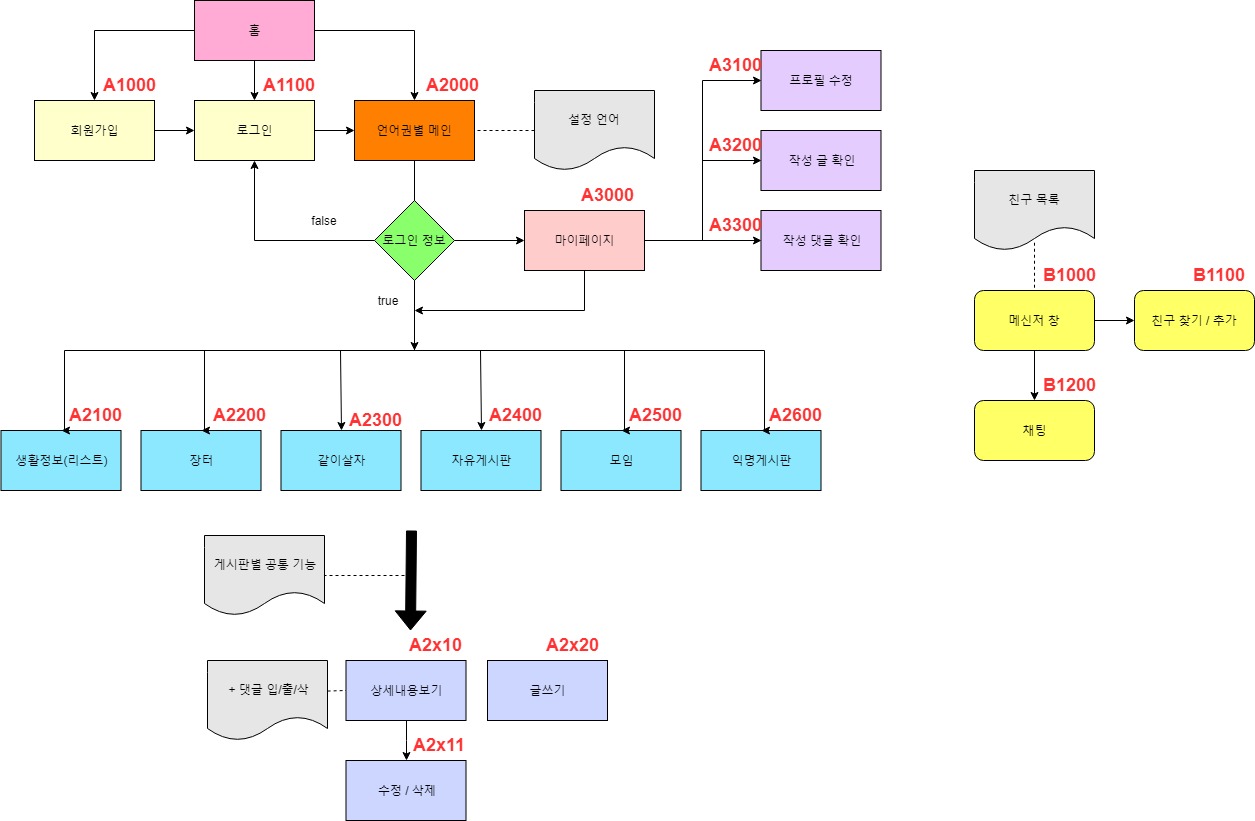 홈
A1000
A1100
A2000
회원가입
로그인
언어권별 메인
설정 언어
A3100
프로필 수정
A3200
작성 글 확인
A3000
false
로그인 정보
마이페이지
A3300
작성 댓글 확인
true
친구 목록
B1000
B1100
메신저 창
친구 찾기 / 추가
B1200
채팅
A2100
A2200
A2300
A2400
A2500
A2600
생활정보(리스트)
장터
같이살자
자유게시판
모임
익명게시판
게시판별 공통 기능
A2x10
A2x20
+ 댓글 입/출/삭
상세내용보기
글쓰기
A2x11
수정 / 삭제